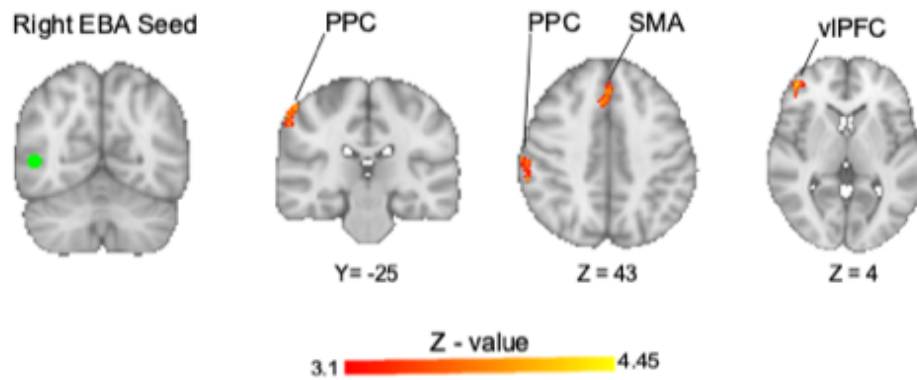 Right EBA Seed
PPC
PPC
SMA
vlPFC
Y= -25
Z = 43
Z = 4
Z - value
3.1
4.45